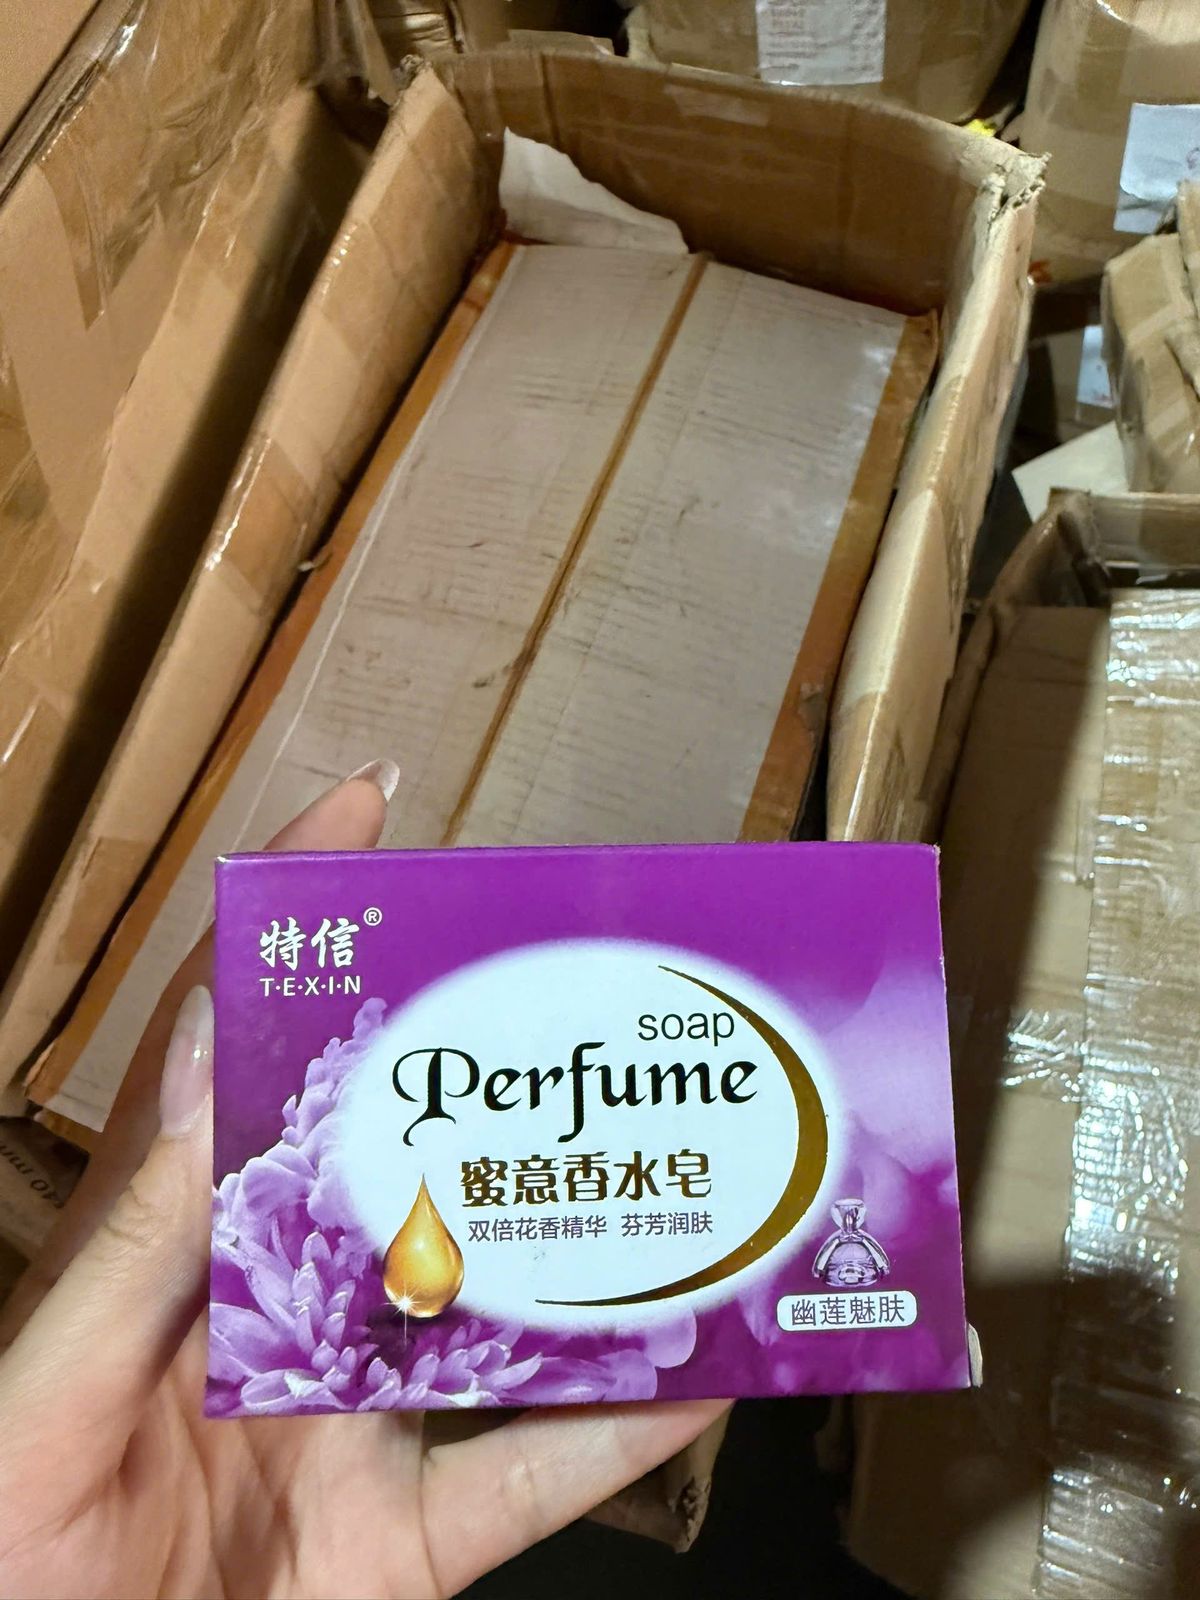 特信®
T·E·X·I·N
soap
Perfume
蜜意香水皂
双倍花香精华 芬芳润肤
幽莲魅肤